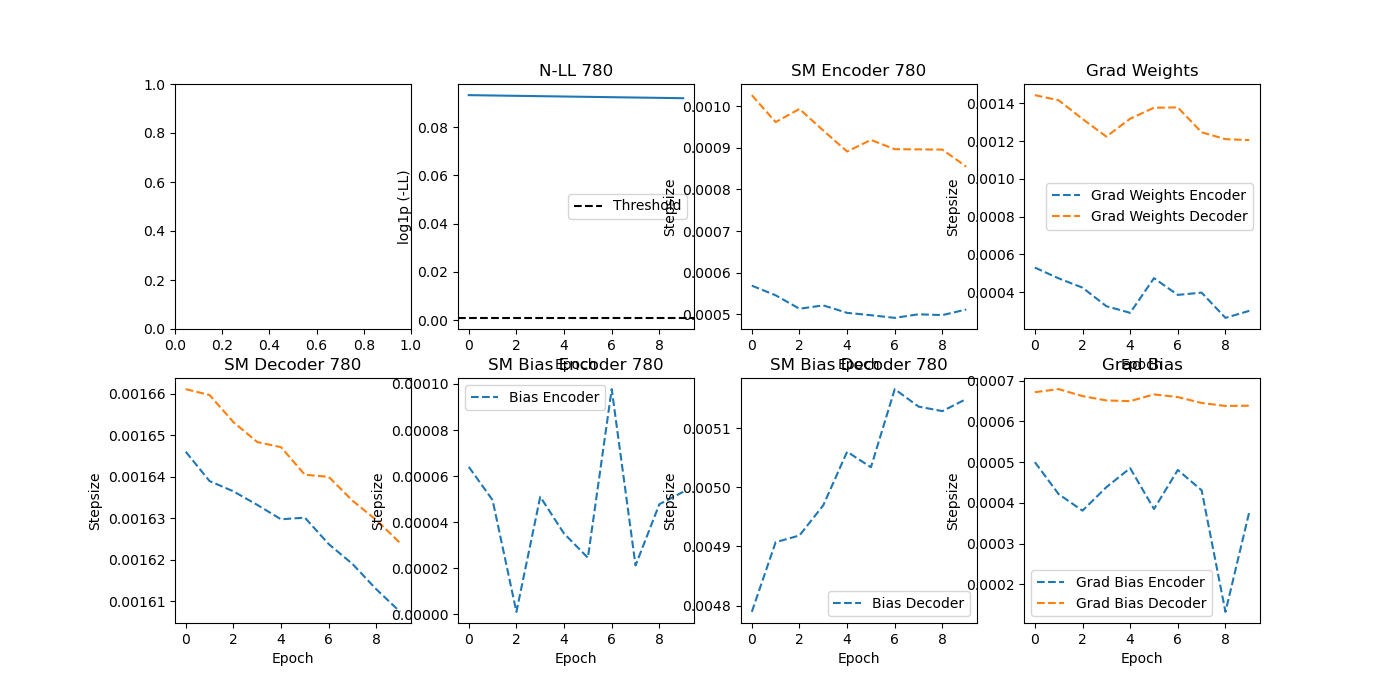 1.0
0.8
0.6
0.4
0.2
0.0
0.0 0.2 0.4 0.6 0.8 1.0
N-LL 780
log1p (-LL)
0.08
0.06
0.04
0.02
0.00
Threshold
0 2 4 6 8
Epoch
SM Encoder 780
Stepsize
0.0010
0.0009
0.0008
0.0007
0.0006
0.0005
0 2 4 6 8
Epoch
Grad Weights
Stepsize
0.0014
0.0012
0.0010
0.0008
0.0006
0.0004
Grad Weights Encoder
Grad Weights Decoder
0 2 4 6 8
Epoch
SM Decoder 780
Stepsize
0.00166
0.00165
0.00164
0.00163
0.00162
0.00161
0 2 4 6 8
Epoch
SM Bias Encoder 780
Stepsize
0.00010
0.00008
0.00006
0.00004
0.00002
0.00000
Bias Encoder
0 2 4 6 8
Epoch
SM Bias Decoder 780
Stepsize
0.0051
0.0050
0.0049
0.0048
Bias Decoder
0 2 4 6 8
Epoch
Grad Bias
Stepsize
0.0007
0.0006
0.0005
0.0004
0.0003
0.0002
Grad Bias Encoder
Grad Bias Decoder
0 2 4 6 8
Epoch